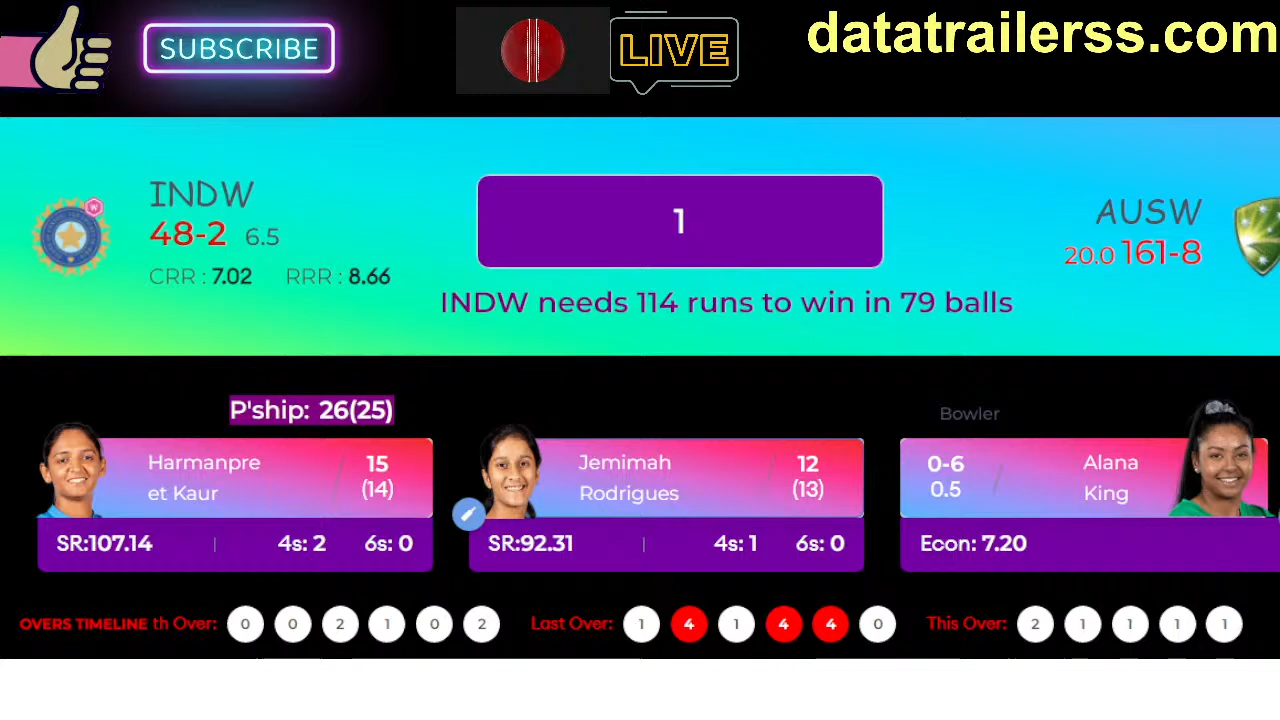 SUBSCRIBE
LIVE
datatrailerss.com
W
INDW
48-2 6.5
CRR : 7.02 RRR : 8.66
1
INDW needs 114 runs to win in 79 balls
AUSW
20.0 161-8
P'ship: 26(25)
Harmanpre
et Kaur
/
15
(14)
SR:107.14 | 4s: 2 6s: 0
Jemimah
Rodrigues
/
12
(13)
SR:92.31 | 4s: 1 6s: 0
Bowler
0-6
0.5
/
Alana
King
Econ: 7.20
OVERS TIMELINE th Over: 0 0 2 1 0 2 Last Over: 1 4 1 4 4 0 This Over: 2 1 1 1 1